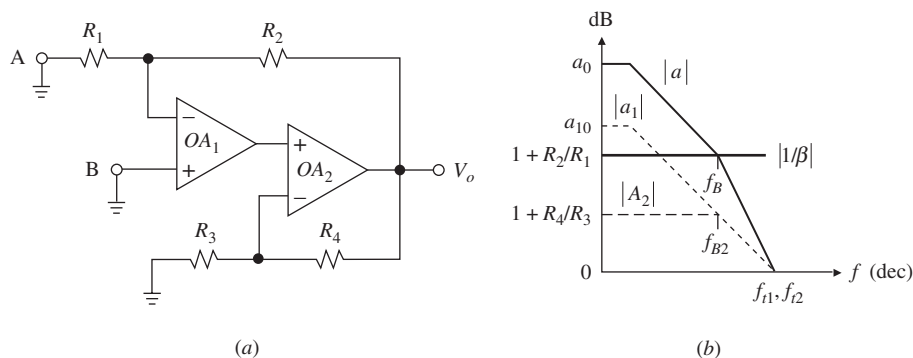 A
R1
R2
OA1
−
+
B
OA2
+
−
Vo
R3
R4
(a)
dB
a0
|a|
|a1|
a10
1 + R2/R1
|1/β|
fB
|A2|
1 + R4/R3
fB2
0
f (dec)
ft1, ft2
(b)